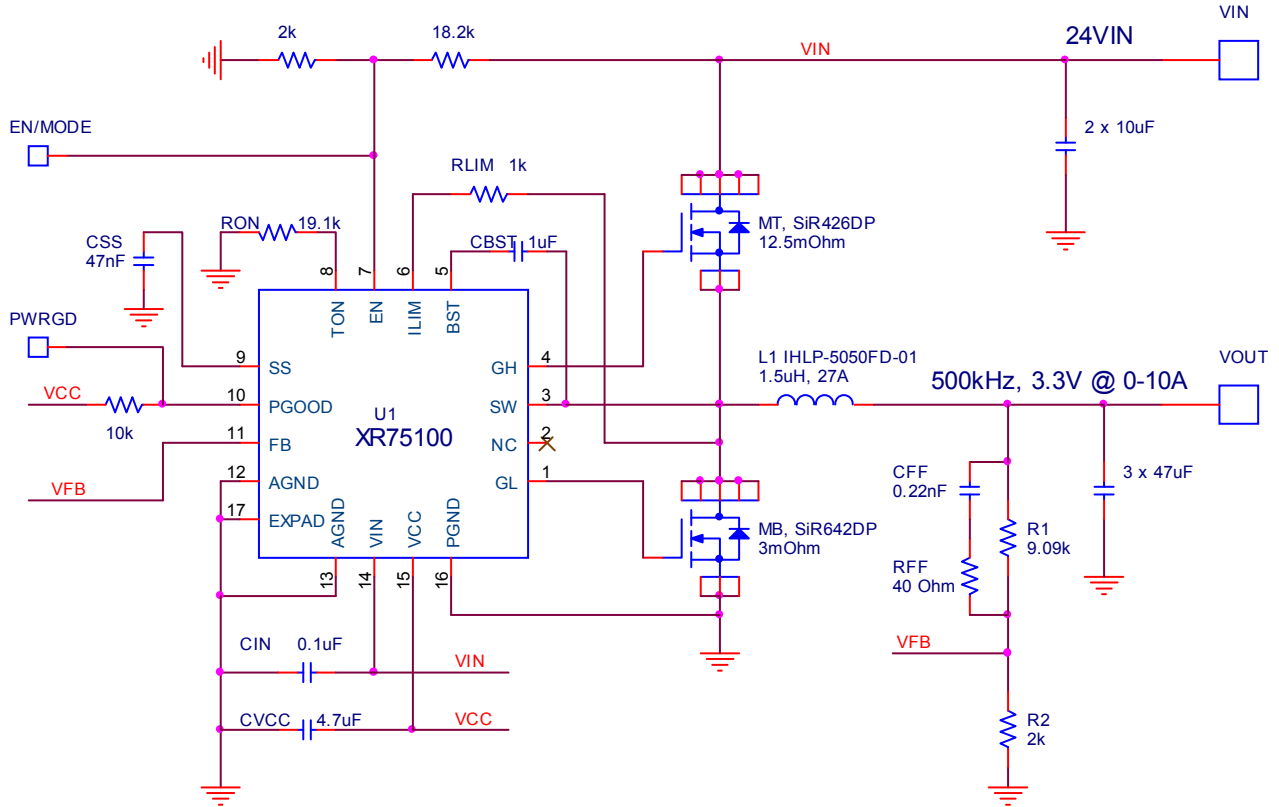 VIN
2k
18.2k
VIN
24VIN
EN/MODE
2 x 10uF
RLIM 1k
RON 19.1k
CSS
47nF
CBST 1uF
MT, SiR426DP
12.5mOhm
8
7
6
5
TON
EN
ILIM
BST
PWRGD
9
SS
GH
4
L1 IHLP-5050FD-01
1.5uH, 27A
500kHz, 3.3V @ 0-10A
VOUT
VCC
10k
10
PGOOD
U1
XR75100
SW
3
11
FB
NC
2
VFB
12
AGND
GL
1
17
EXPAD
AGND
VIN
VCC
PGND
13
14
15
16
MB, SiR642DP
3mOhm
CFF
0.22nF
3 x 47uF
R1
9.09k
RFF
40 Ohm
CIN 0.1uF
VIN
VFB
CVCC 4.7uF
VCC
R2
2k